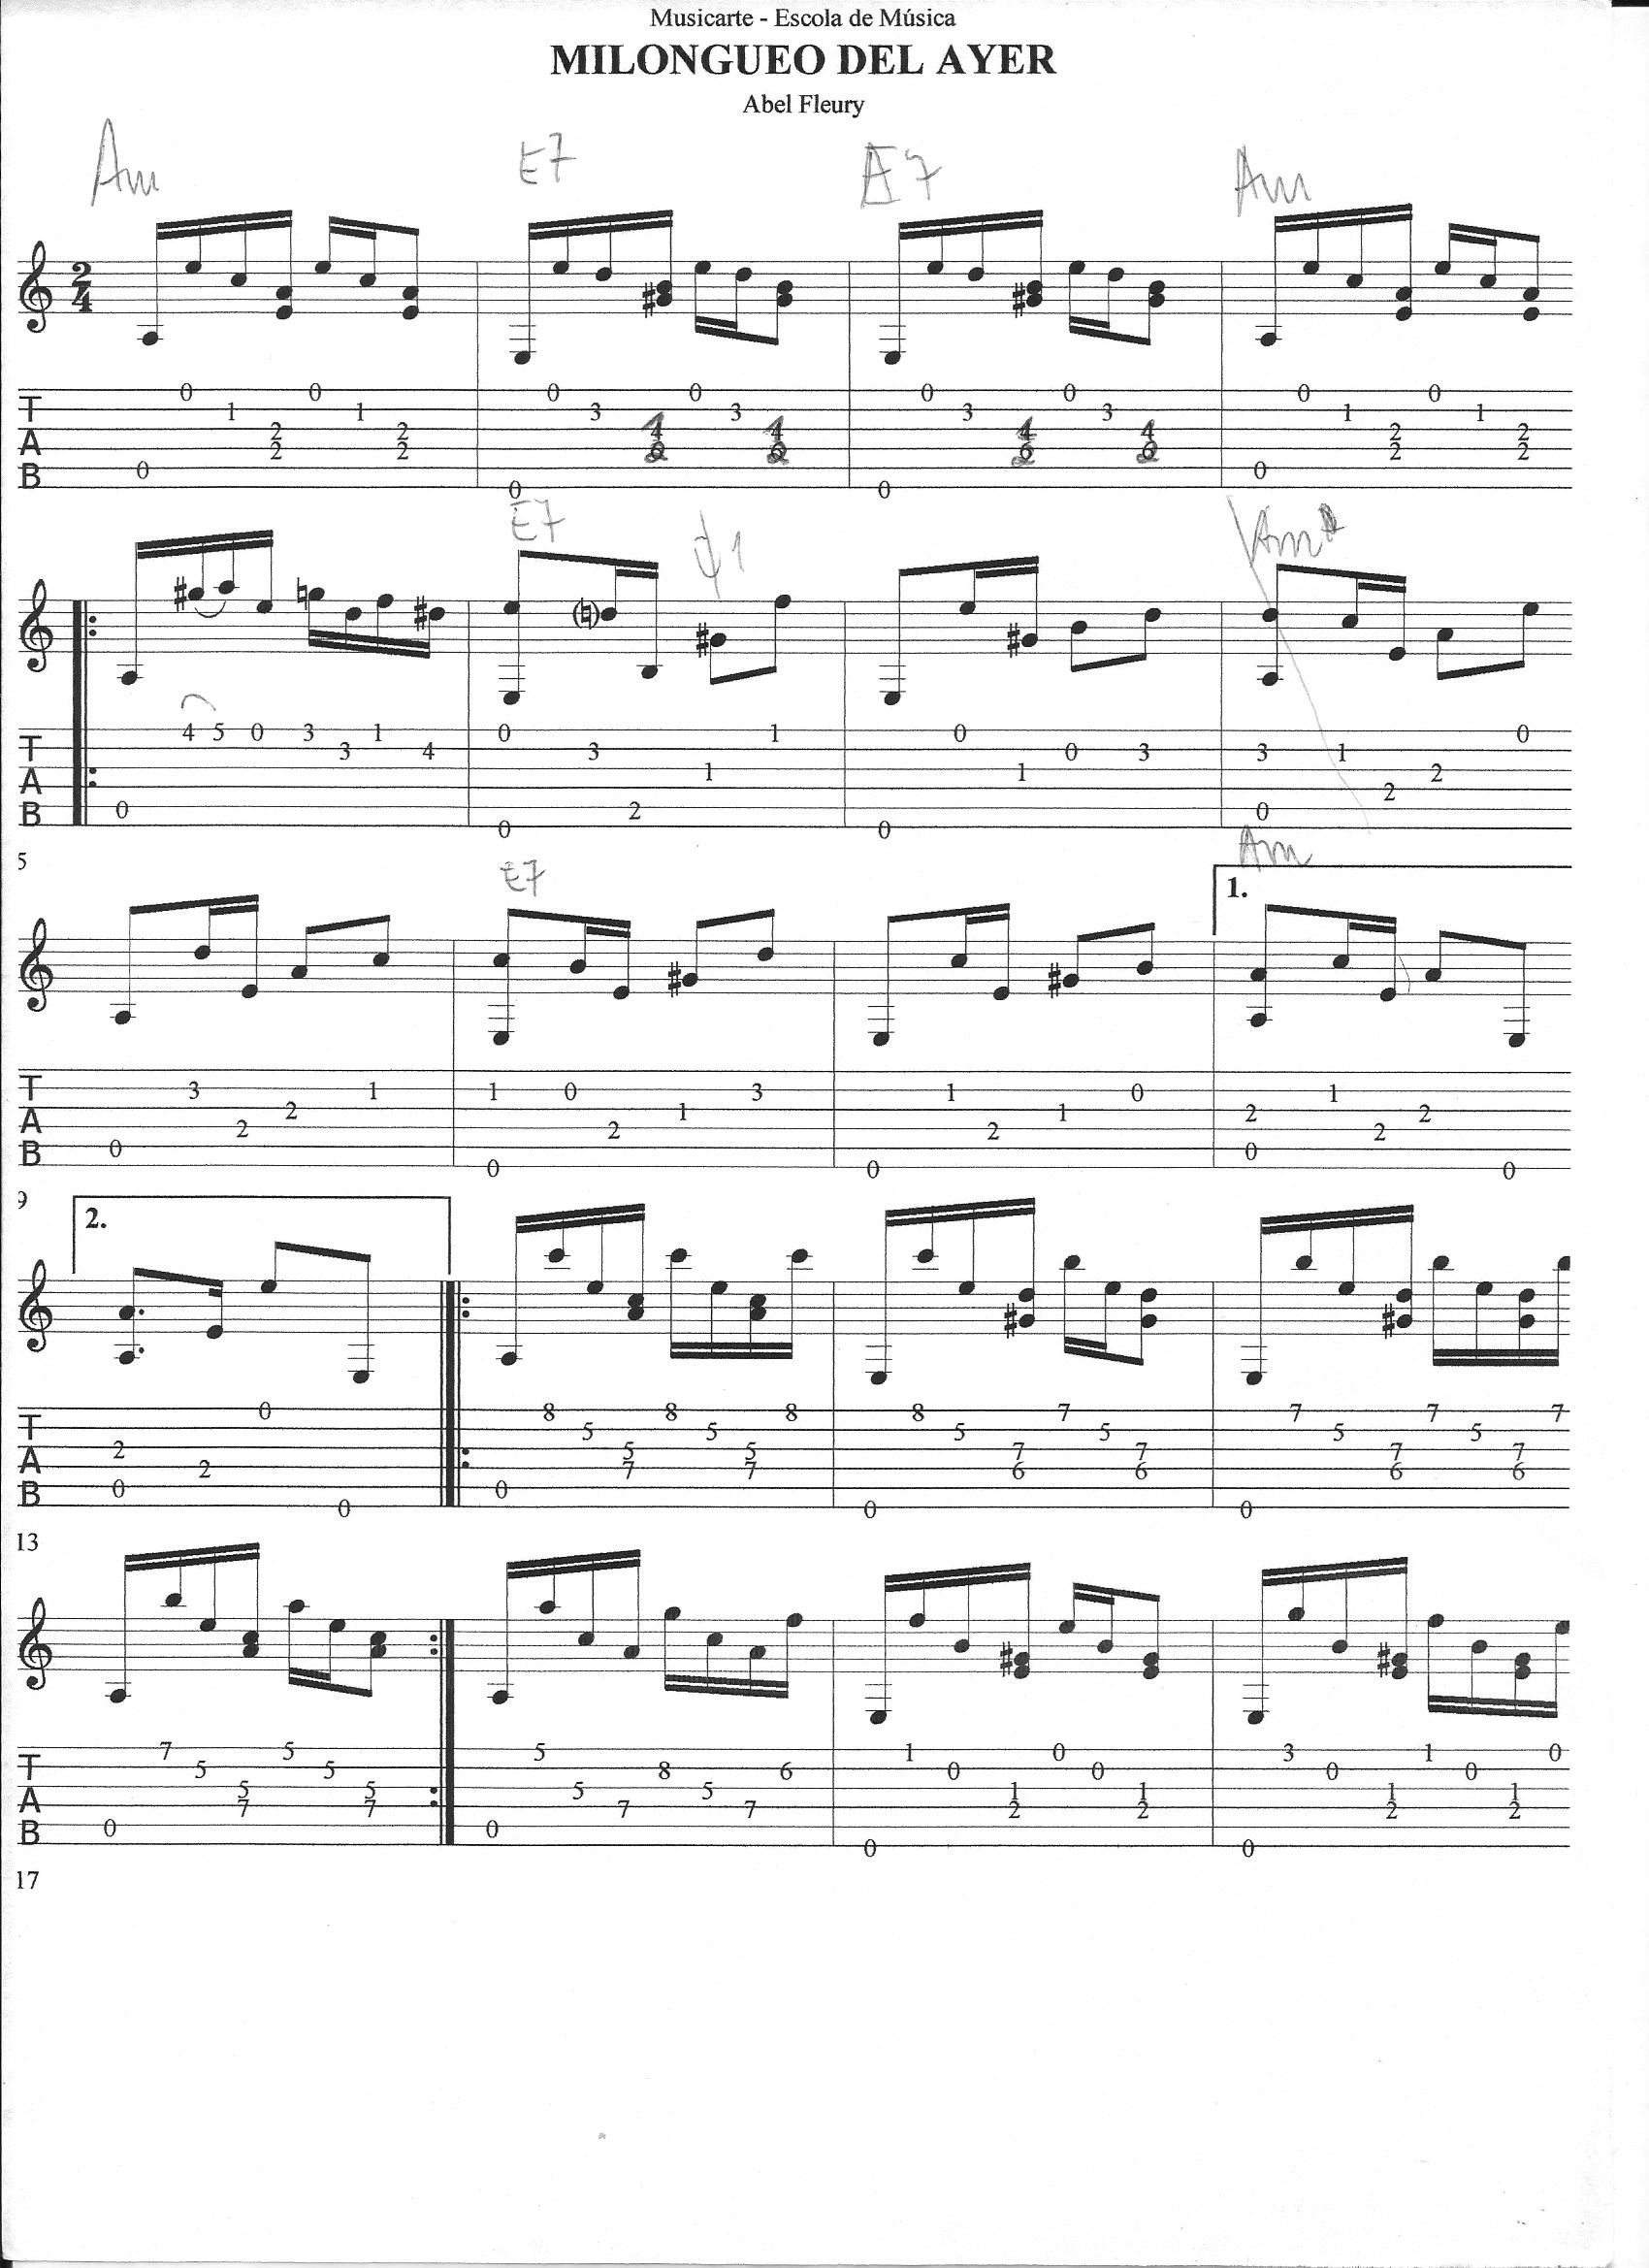 Musicarte - Escola de Música
MILONGUEO DEL AYER
Abel Fleury
Am E7 E7 Am
2 4
0 0 1 2 2 0 1 2 2 0 0 3 4 6 0 3 4 6 0 0 3 4 6 0 3 4 6 0 0 1 2 2 0 1 2 2
T
A
B
E7 Am
0 4 5 0 3 3 1 4 0 0 3 2 1 1 0 0 1 0 3 3 0 1 2 2 0
T
A
B
5
E7 Am
1.
0 3 2 2 1 1 0 0 2 1 3 0 1 2 1 0 2 0 1 2 2 0
T
A
B
9
2.
2 0 2 0 0 0 8 5 5 7 8 5 5 7 8 0 8 5 7 6 7 5 7 6 0 7 5 7 6 7 5 7 6 7
T
A
B
13
0 7 5 5 7 5 5 5 7 0 5 5 7 8 5 7 6 0 1 0 1 2 0 0 1 2 0 3 0 1 2 1 0 1 2 0
T
A
B
17